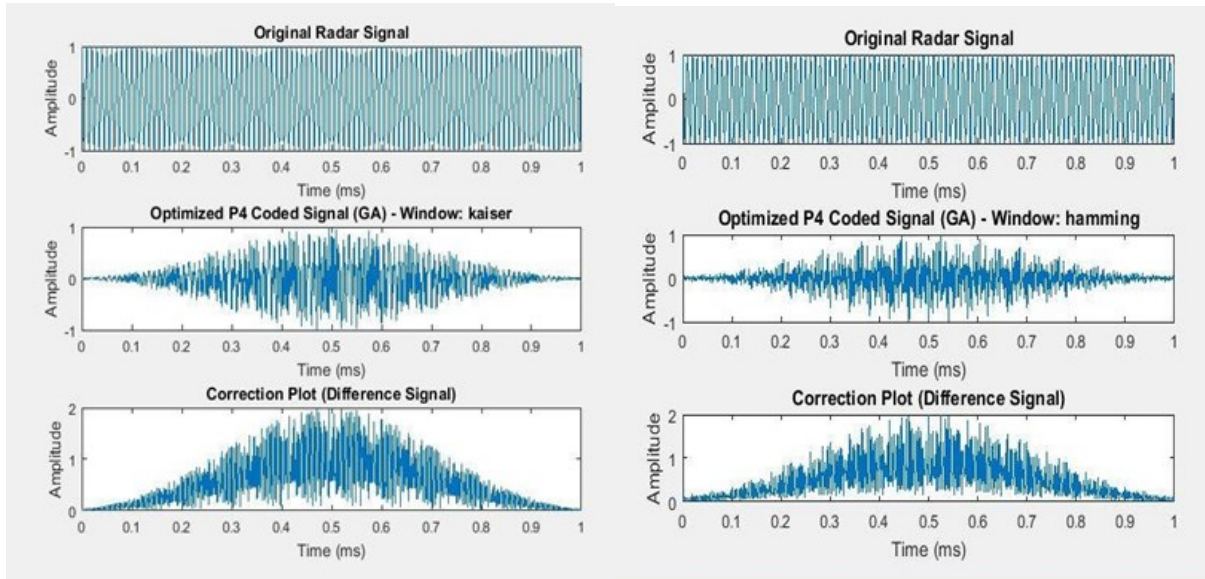 Original Radar Signal
1
0
-1
Amplitude
0 0.1 0.2 0.3 0.4 0.5 0.6 0.7 0.8 0.9 1
Time (ms)
Optimized P4 Coded Signal (GA) - Window: kaiser
1
0
-1
Amplitude
0 0.1 0.2 0.3 0.4 0.5 0.6 0.7 0.8 0.9 1
Time (ms)
Correction Plot (Difference Signal)
2
1
0
Amplitude
0 0.1 0.2 0.3 0.4 0.5 0.6 0.7 0.8 0.9 1
Time (ms)
Original Radar Signal
1
0
-1
Amplitude
0 0.1 0.2 0.3 0.4 0.5 0.6 0.7 0.8 0.9 1
Time (ms)
Optimized P4 Coded Signal (GA) - Window: hamming
1
0
-1
Amplitude
0 0.1 0.2 0.3 0.4 0.5 0.6 0.7 0.8 0.9 1
Time (ms)
Correction Plot (Difference Signal)
2
1
0
Amplitude
0 0.1 0.2 0.3 0.4 0.5 0.6 0.7 0.8 0.9 1
Time (ms)